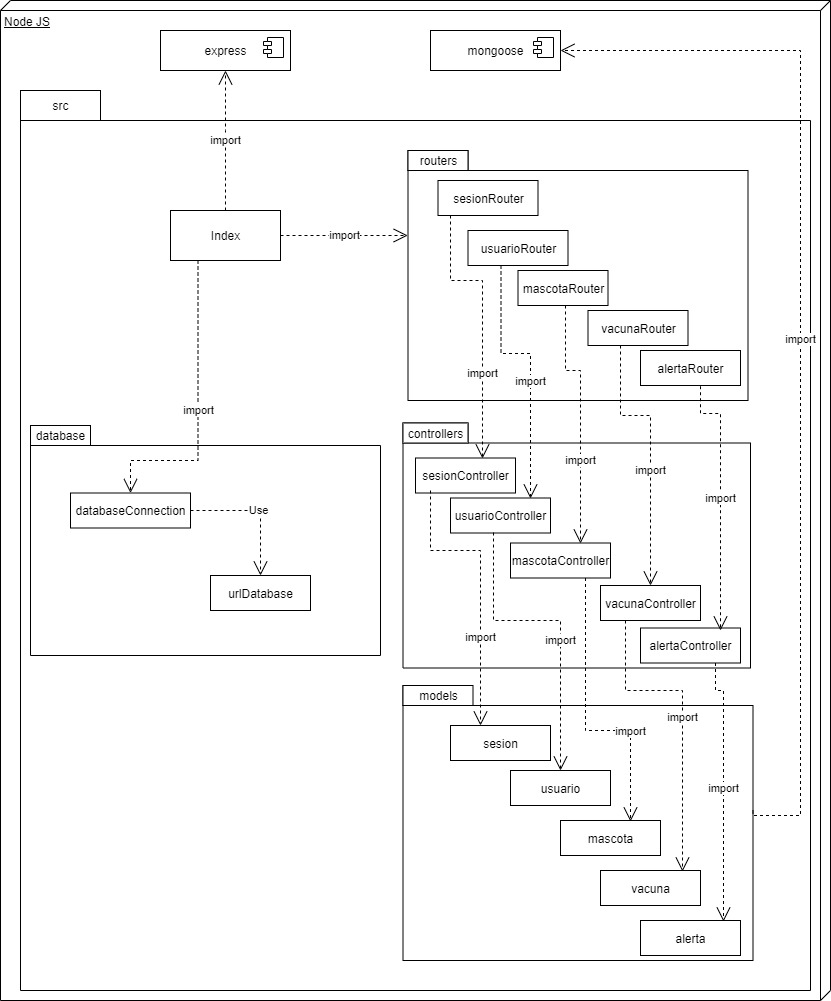 Node JS
express
mongoose
src
import
routers
sesionRouter
Index
import
usuarioRouter
mascotaRouter
vacunaRouter
import
alertaRouter
import
import
import
database
controllers
import
import
sesionController
import
databaseConnection
Use
usuarioController
mascotaController
urlDatabase
vacunaController
import
import
alertaController
models
import
import
sesion
usuario
import
mascota
vacuna
alerta